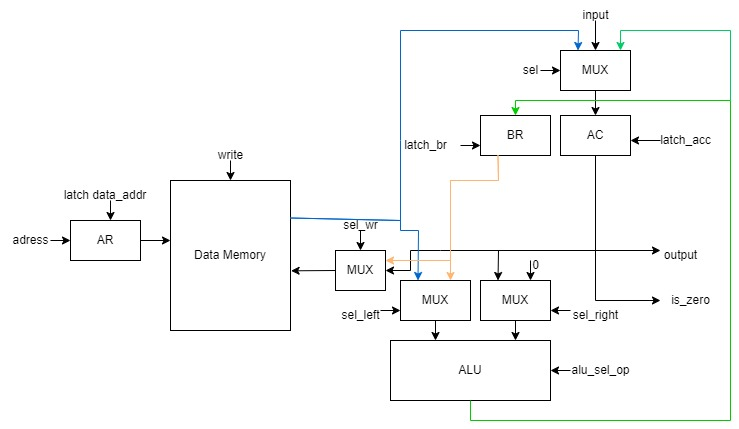 input
sel
MUX
BR
AC
latch_br
latch_acc
write
latch data_addr
adress
AR
Data Memory
sel_wr
MUX
output
0
sel_left
MUX
MUX
sel_right
is_zero
ALU
alu_sel_op